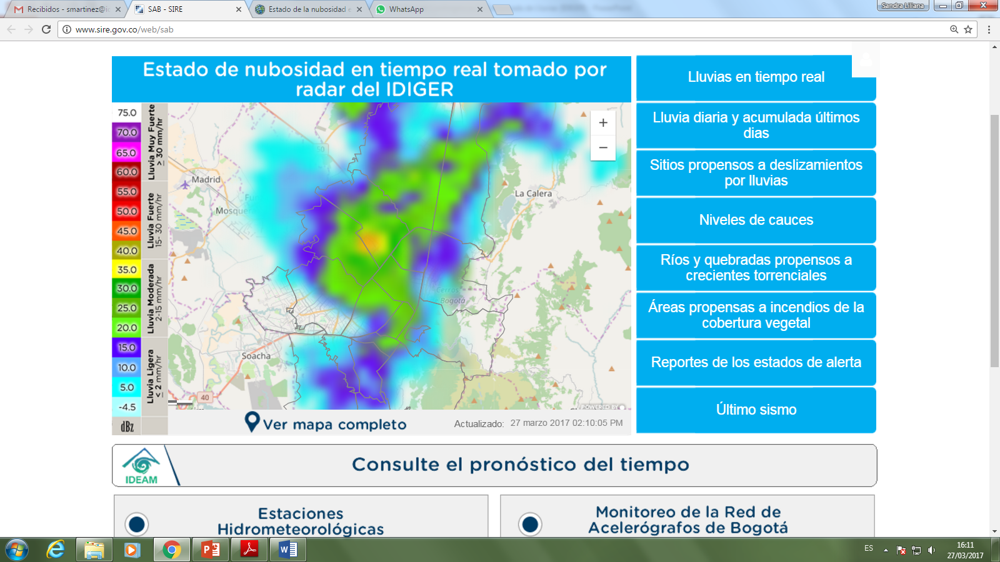 Recibidos - smartinez@i
SAB - SIRE
Estado de la nubosidad e
WhatsApp
Sandra Liliana
www.sire.gov.co/web/sab
Estado de nubosidad en tiempo real tomado por
radar del IDIGER
75.0
70.0
65.0
60.0
55.0
50.0
45.0
40.0
35.0
30.0
25.0
20.0
15.0
10.0
5.0
-4.5
dBz
Lluvia Muy Fuerte
≥ 30 mm/hr
Lluvia Fuerte
15- 30 mm/hr
Lluvia Moderada
2-15 mm/hr
Lluvia Ligera
≤ 2 mm/hr
+
−
50
Madrid
Mosquera
La Calera
Cerros
Bogotá
Soacha
40
POWERED BY
Ver mapa completo
Actualizado: 27 marzo 2017 02:10:05 PM
Lluvias en tiempo real
Lluvia diaria y acumulada últimos
dias
Sitios propensos a deslizamientos
por lluvias
Niveles de cauces
Ríos y quebradas propensos a
crecientes torrenciales
Áreas propensas a incendios de la
cobertura vegetal
Reportes de los estados de alerta
Último sismo
IDEAM
Consulte el pronóstico del tiempo
Estaciones
Hidrometeorológicas
Monitoreo de la Red de
Acelerógrafos de Bogotá
ES
16:11
27/03/2017